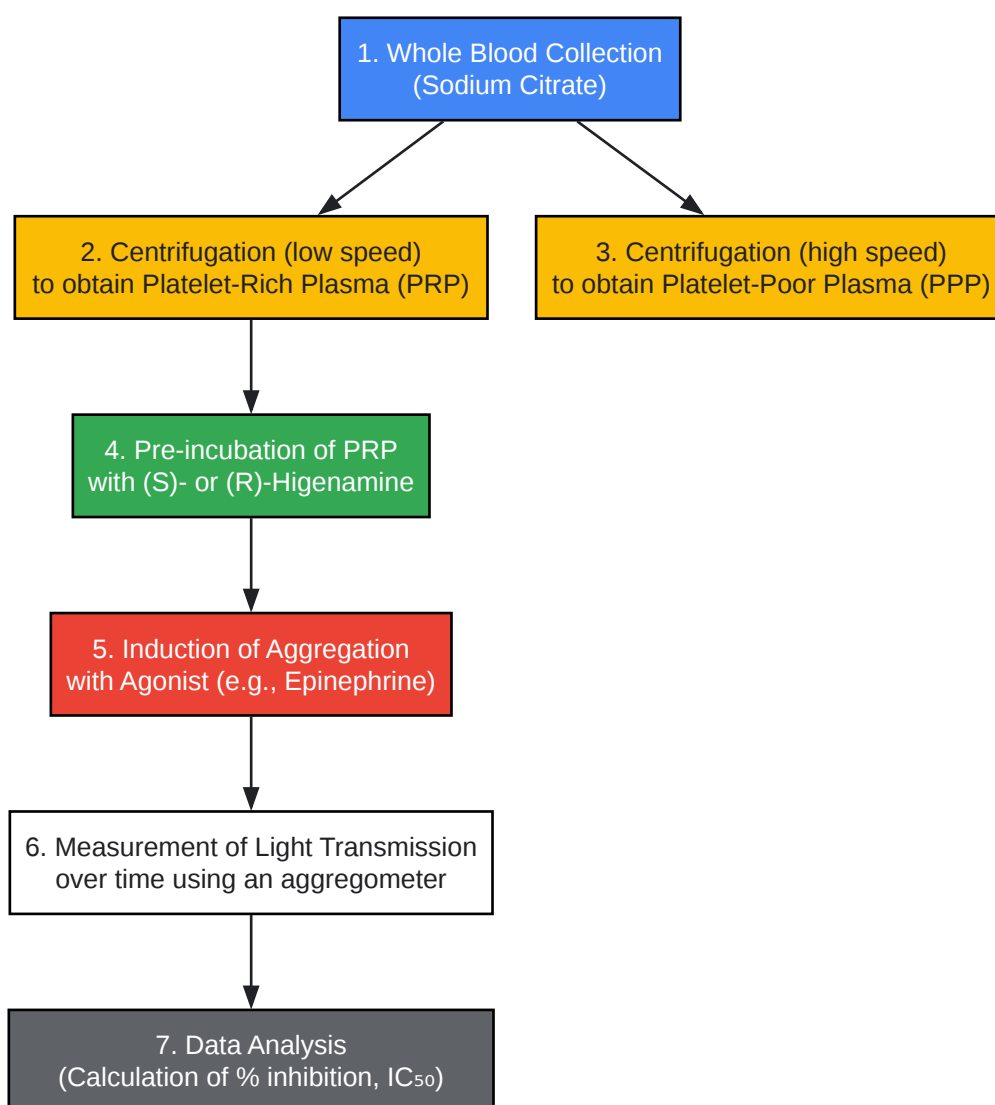 1. Whole Blood Collection
(Sodium Citrate)
2. Centrifugation (low speed)
to obtain Platelet-Rich Plasma (PRP)
3. Centrifugation (high speed)
to obtain Platelet-Poor Plasma (PPP)
4. Pre-incubation of PRP
with (S)- or (R)-Higenamine
5. Induction of Aggregation
with Agonist (e.g., Epinephrine)
6. Measurement of Light Transmission
over time using an aggregometer
7. Data Analysis
(Calculation of % inhibition, IC₅₀)